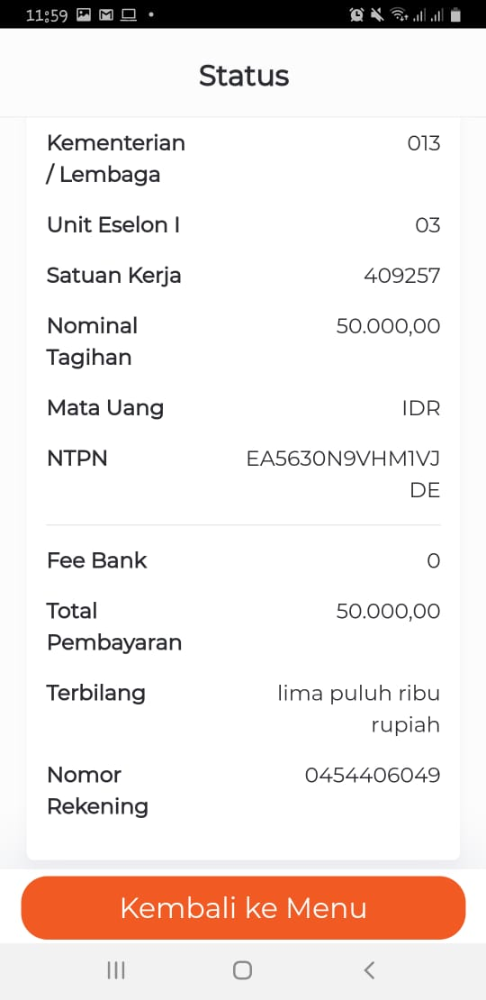 11:59
Status
Kementerian 013
/ Lembaga
Unit Eselon I 03
Satuan Kerja 409257
Nominal 50.000,00
Tagihan
Mata Uang IDR
NTPN EA5630N9VHM1VJ
DE
Fee Bank 0
Total 50.000,00
Pembayaran
Terbilang lima puluh ribu
rupiah
Nomor 0454406049
Rekening
Kembali ke Menu